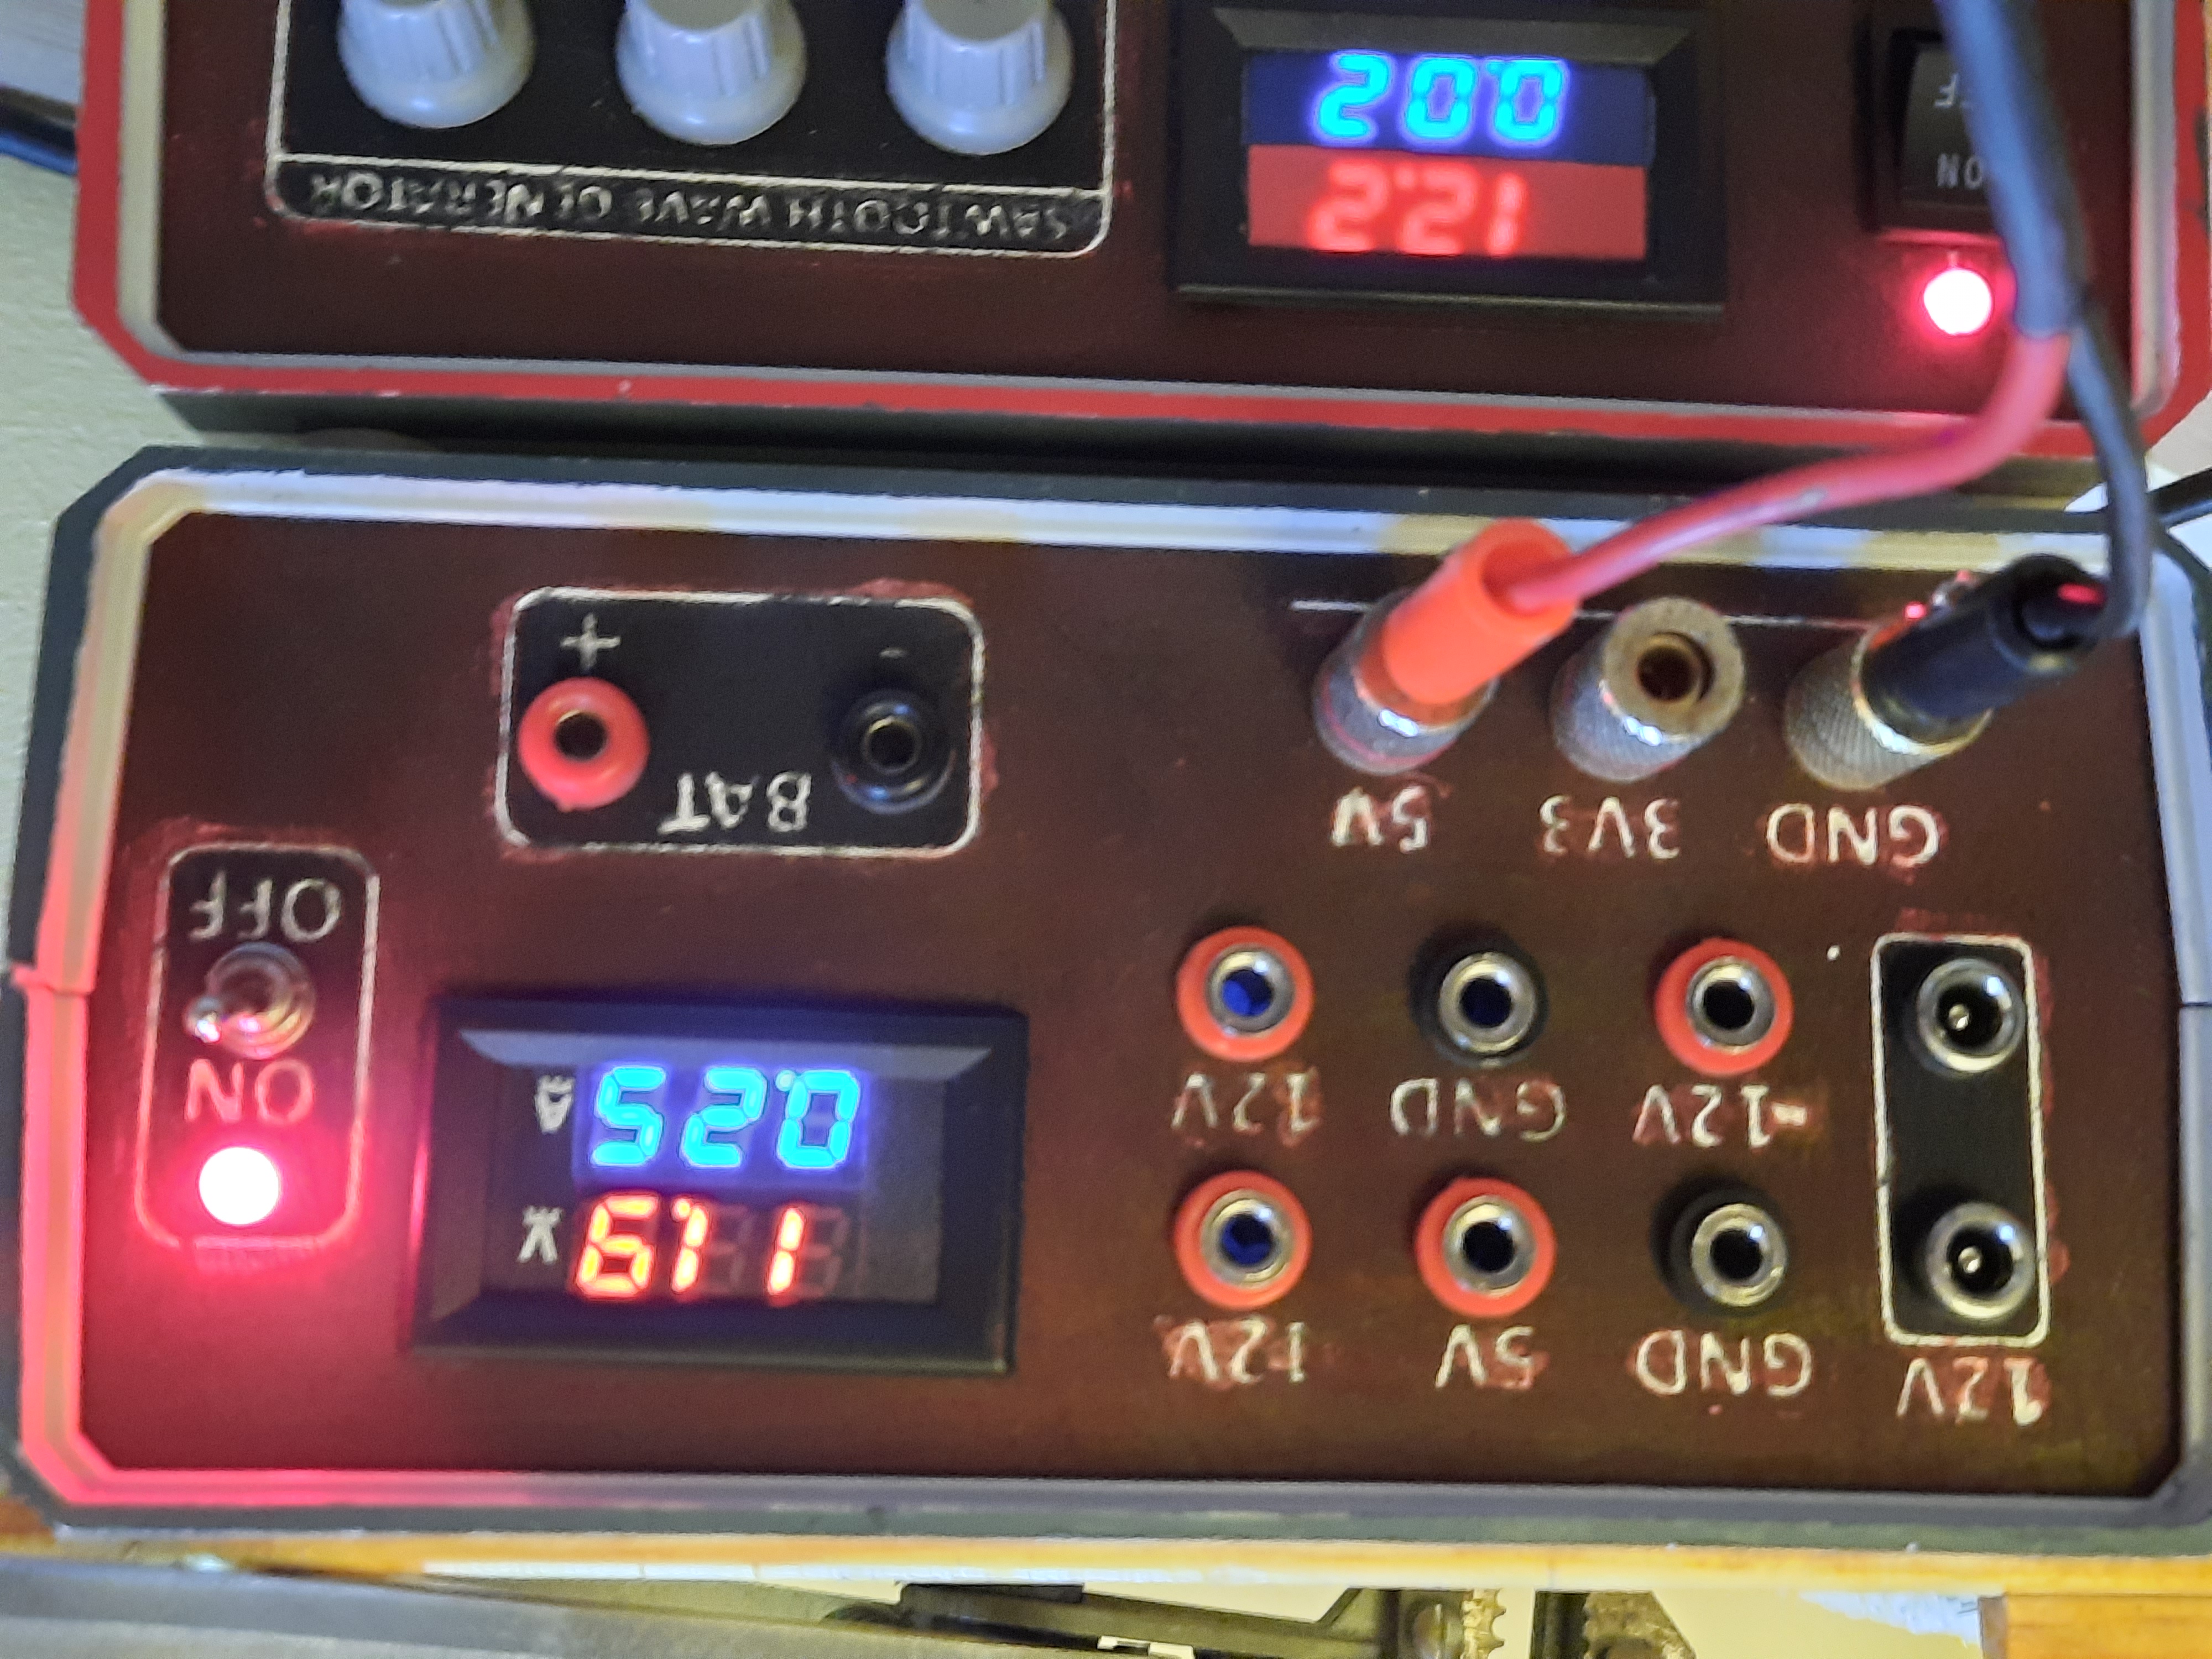 12V GND 5V 12V
11.9 V
0.25 A
-12V GND 12V
ON
OFF
GND 3V3 5V
BAT
- +
ON
12.2
0.02
SAWTOOTH WAVE GENERATOR